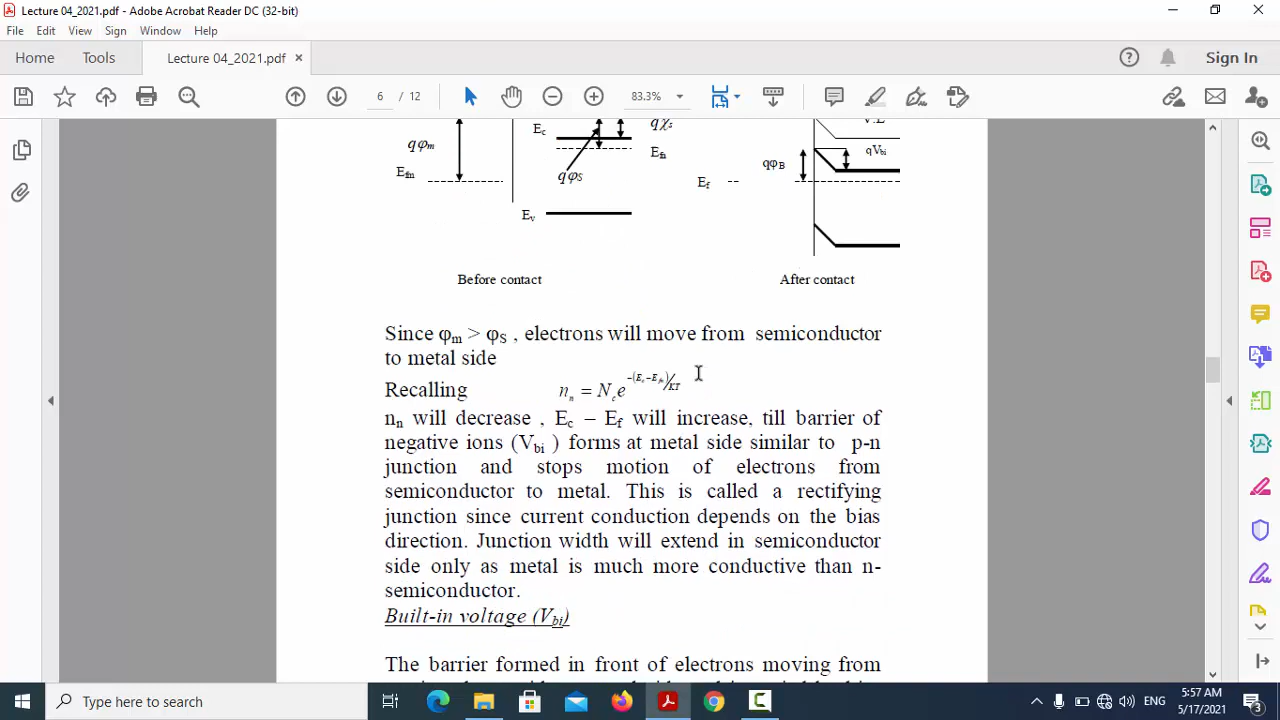 Lecture 04_2021.pdf - Adobe Acrobat Reader DC (32-bit)
File Edit View Sign Window Help
Home Tools Lecture 04_2021.pdf × Sign In
6 / 12 83.3%
qφm
Efm
Ec
qχs
Efn
qφS
Ev
qVbi
qφB
Ef
Before contact After contact
Since φm > φS , electrons will move from semiconductor
to metal side
Recalling nn = Nc e^-(Ec-Efn)/KT
nn will decrease , Ec – Ef will increase, till barrier of
negative ions (Vbi ) forms at metal side similar to p-n
junction and stops motion of electrons from
semiconductor to metal. This is called a rectifying
junction since current conduction depends on the bias
direction. Junction width will extend in semiconductor
side only as metal is much more conductive than n-
semiconductor.
Built-in voltage (Vbi)
The barrier formed in front of electrons moving from
Type here to search
ENG
5:57 AM
5/17/2021
3